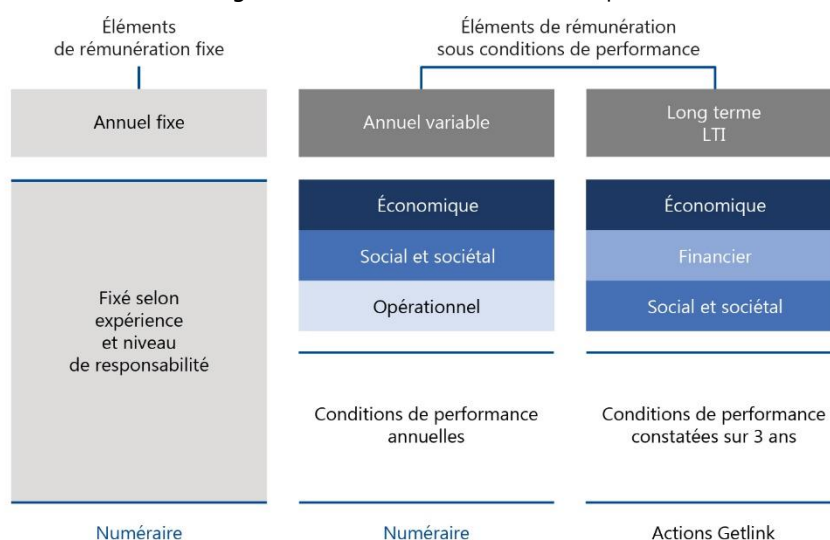 Éléments
de rémunération fixe
Éléments de rémunération
sous conditions de performance
Annuel fixe
Annuel variable
Long terme
LTI
Fixé selon
expérience
et niveau
de responsabilité
Économique
Social et sociétal
Opérationnel
Conditions de performance
annuelles
Économique
Financier
Social et sociétal
Conditions de performance
constatées sur 3 ans
Numéraire
Numéraire
Actions Getlink